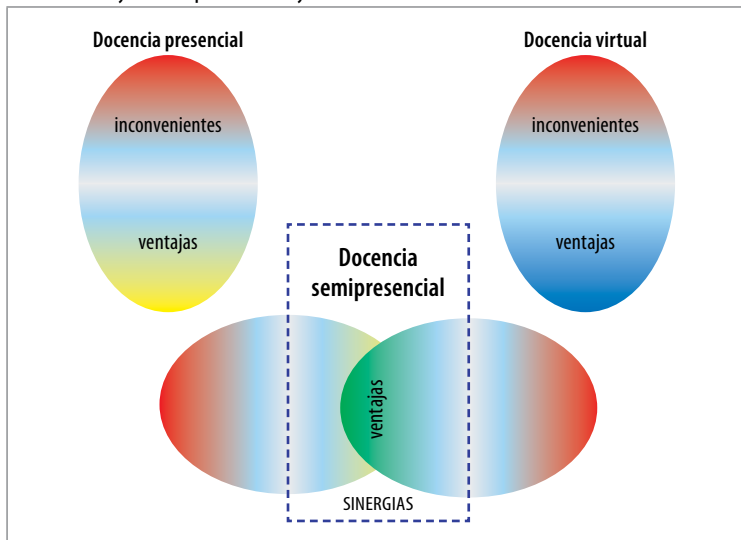 Docencia presencial
Docencia virtual
inconvenientes
inconvenientes
ventajas
ventajas
Docencia
semipresencial
ventajas
SINERGIAS